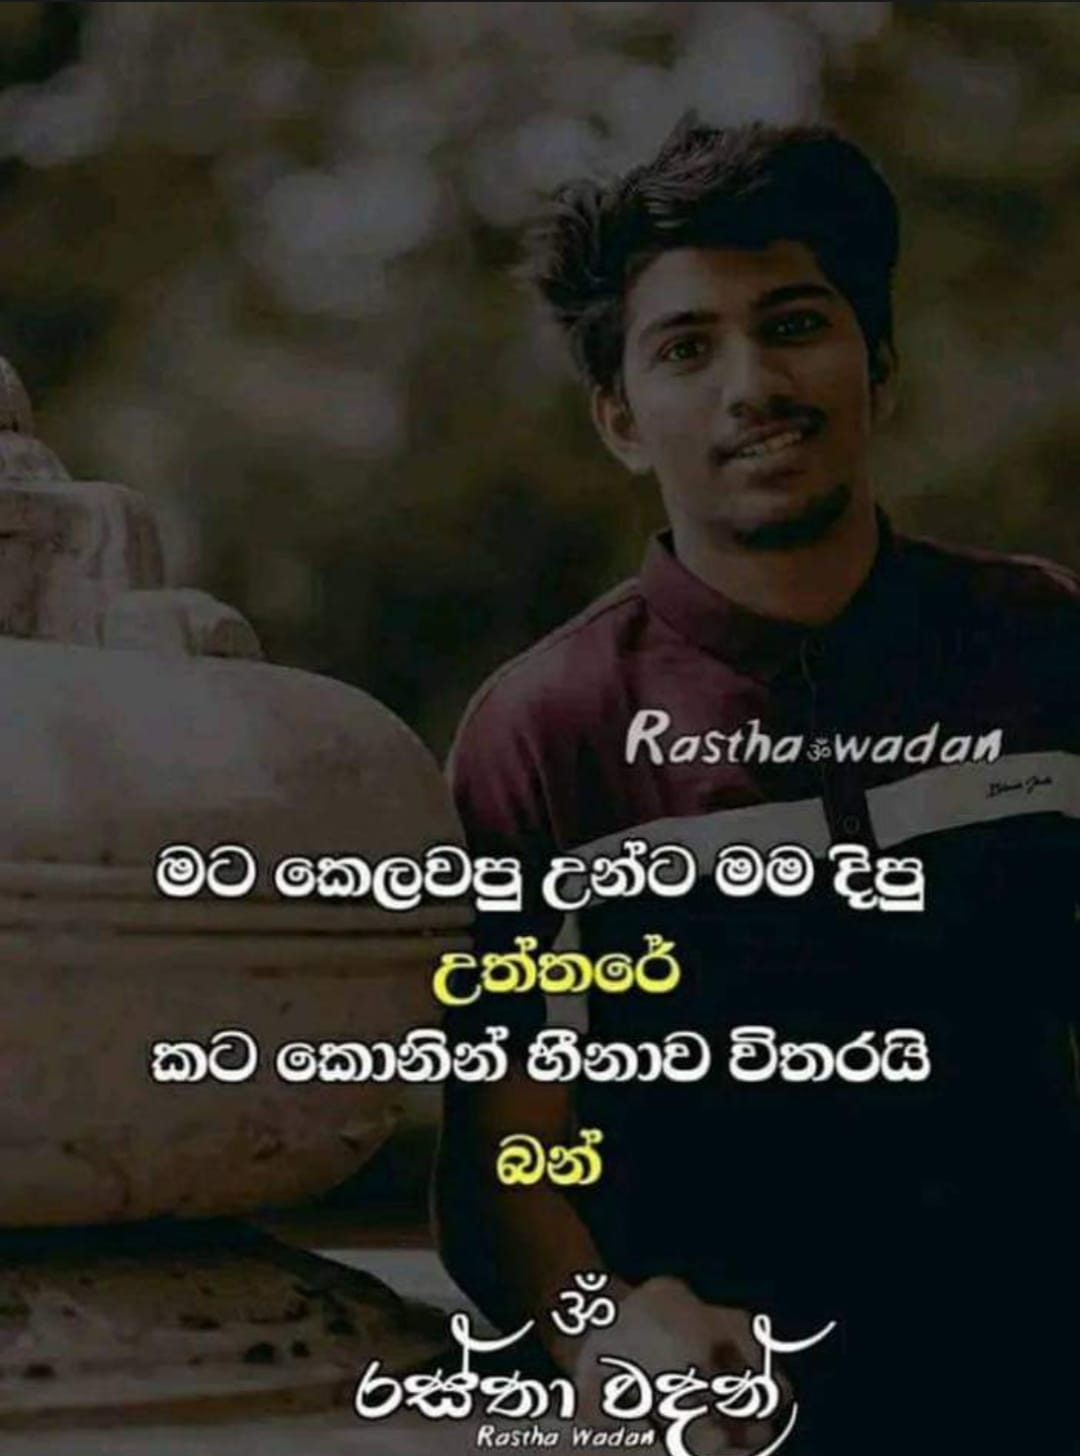 Rastha ॐ wadan
මට කෙලවපු උන්ට මම දිපු
උත්තරේ
කට කොනින් හීනාව විතරයි
බන්
ॐ
රස්තා වදන්
Rastha Wadan